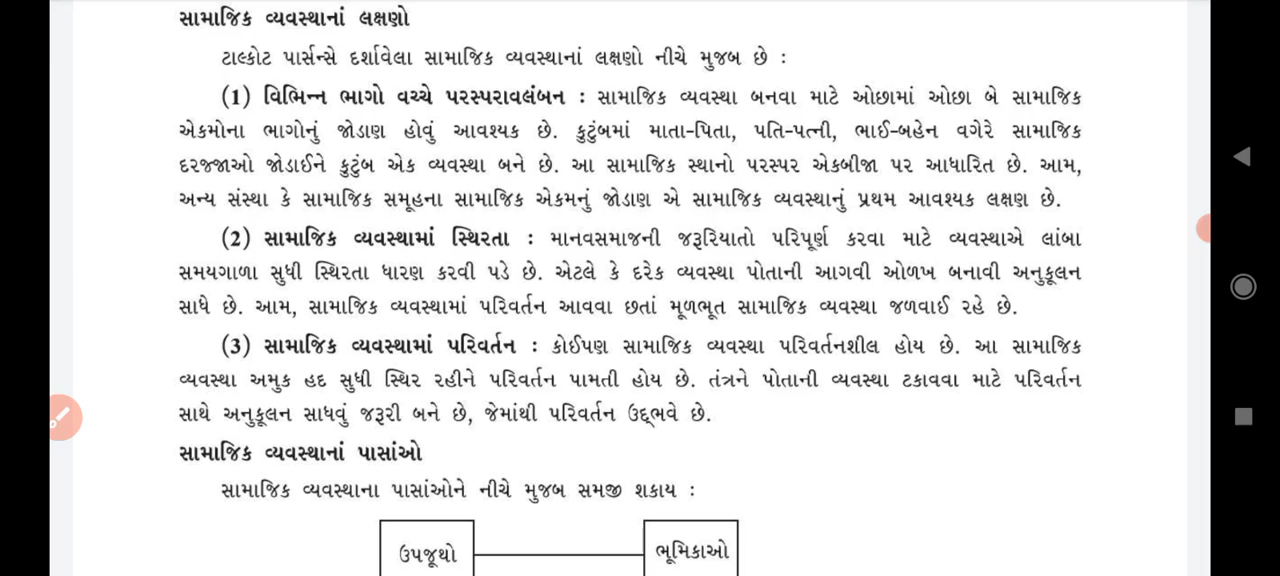 સામાજિક વ્યવસ્થાનાં લક્ષણો
ટાલ્કોટ પાર્સન્સે દર્શાવેલા સામાજિક વ્યવસ્થાનાં લક્ષણો નીચે મુજબ છે :
(1) વિભિન્ન ભાગો વચ્ચે પરસ્પરાવલંબન : સામાજિક વ્યવસ્થા બનવા માટે ઓછામાં ઓછા બે સામાજિક
એકમોના ભાગોનું જોડાણ હોવું આવશ્યક છે. કુટુંબમાં માતા-પિતા, પતિ-પત્ની, ભાઈ-બહેન વગેરે સામાજિક
દરજ્જાઓ જોડાઈને કુટુંબ એક વ્યવસ્થા બને છે. આ સામાજિક સ્થાનો પરસ્પર એકબીજા પર આધારિત છે. આમ,
અન્ય સંસ્થા કે સામાજિક સમૂહના સામાજિક એકમનું જોડાણ એ સામાજિક વ્યવસ્થાનું પ્રથમ આવશ્યક લક્ષણ છે.
(2) સામાજિક વ્યવસ્થામાં સ્થિરતા : માનવસમાજની જરૂરિયાતો પરિપૂર્ણ કરવા માટે વ્યવસ્થાએ લાંબા
સમયગાળા સુધી સ્થિરતા ધારણ કરવી પડે છે. એટલે કે દરેક વ્યવસ્થા પોતાની આગવી ઓળખ બનાવી અનુકૂલન
સાધે છે. આમ, સામાજિક વ્યવસ્થામાં પરિવર્તન આવવા છતાં મૂળભૂત સામાજિક વ્યવસ્થા જળવાઈ રહે છે.
(3) સામાજિક વ્યવસ્થામાં પરિવર્તન : કોઈપણ સામાજિક વ્યવસ્થા પરિવર્તનશીલ હોય છે. આ સામાજિક
વ્યવસ્થા અમુક હદ સુધી સ્થિર રહીને પરિવર્તન પામતી હોય છે. તંત્રને પોતાની વ્યવસ્થા ટકાવવા માટે પરિવર્તન
સાથે અનુકૂલન સાધવું જરૂરી બને છે, જેમાંથી પરિવર્તન ઉદ્ભવે છે.
સામાજિક વ્યવસ્થાનાં પાસાંઓ
સામાજિક વ્યવસ્થાના પાસાંઓને નીચે મુજબ સમજી શકાય :
ઉપજૂથો
ભૂમિકાઓ